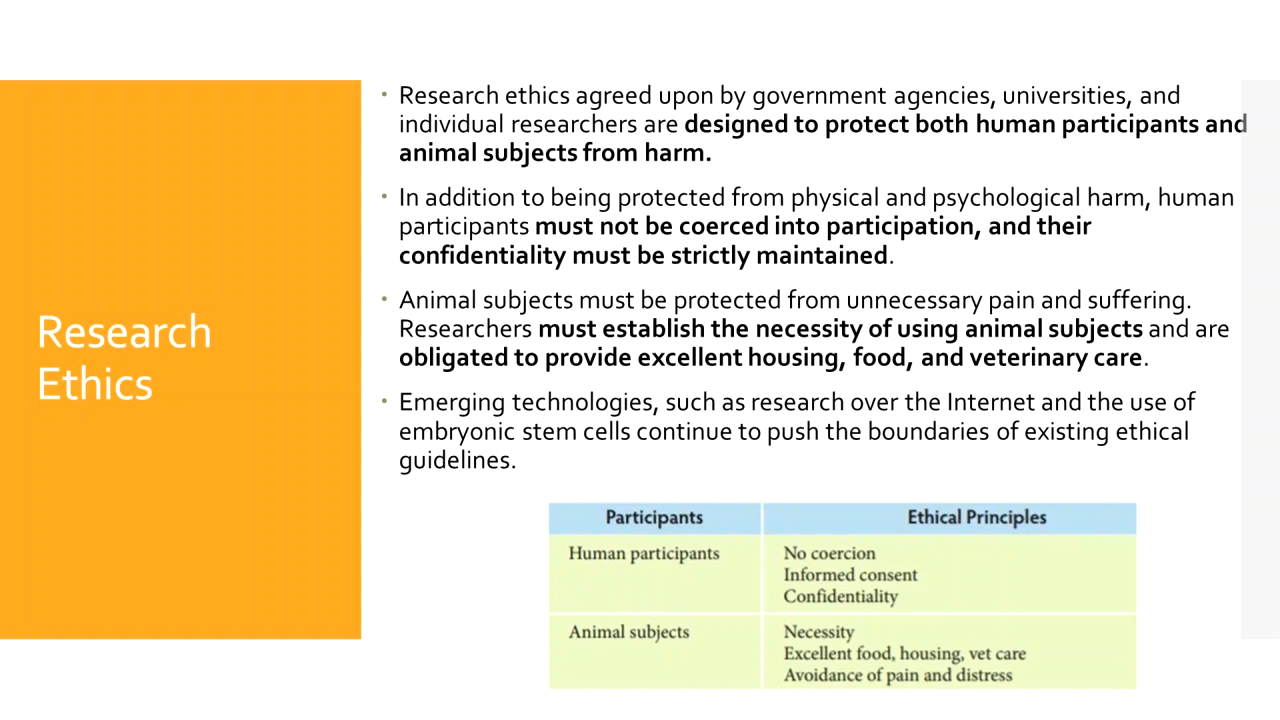 Research
Ethics
• Research ethics agreed upon by government agencies, universities, and
individual researchers are designed to protect both human participants and
animal subjects from harm.
• In addition to being protected from physical and psychological harm, human
participants must not be coerced into participation, and their
confidentiality must be strictly maintained.
• Animal subjects must be protected from unnecessary pain and suffering.
Researchers must establish the necessity of using animal subjects and are
obligated to provide excellent housing, food, and veterinary care.
• Emerging technologies, such as research over the Internet and the use of
embryonic stem cells continue to push the boundaries of existing ethical
guidelines.
Participants Ethical Principles
Human participants No coercion
Informed consent
Confidentiality
Animal subjects Necessity
Excellent food, housing, vet care
Avoidance of pain and distress